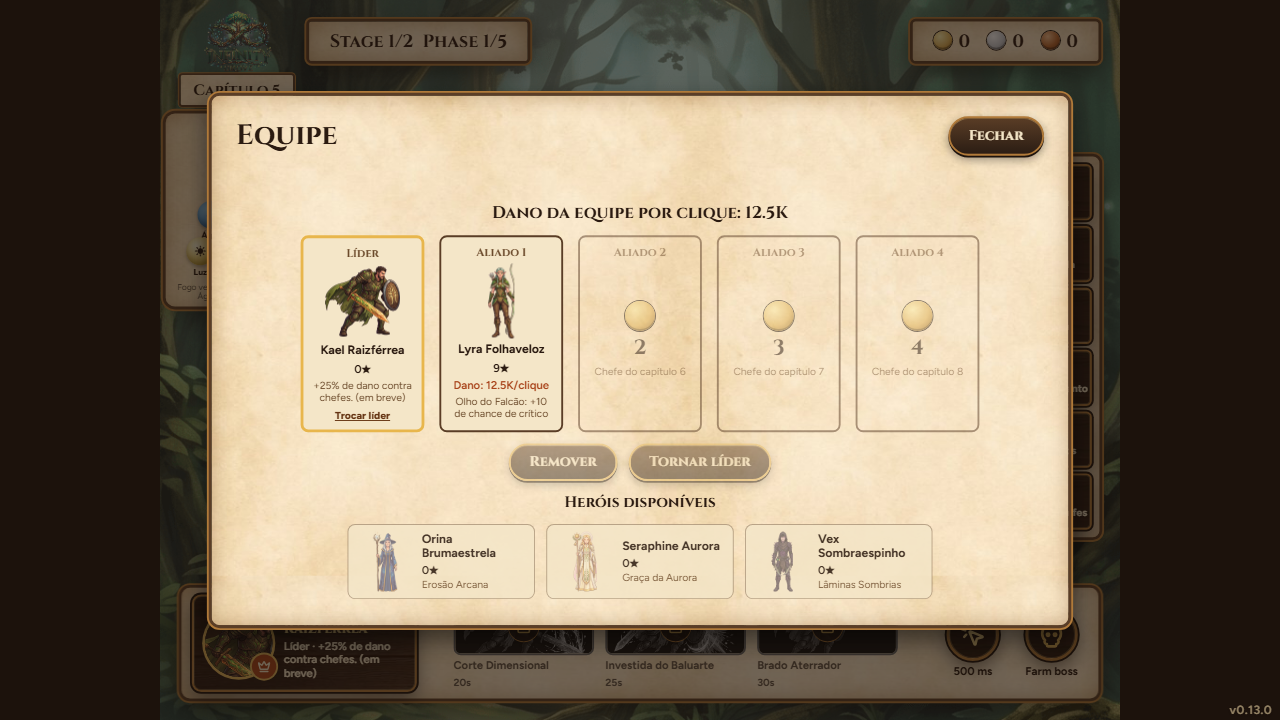 Stage 1/2 Phase 1/5
0 0 0
Capítulo 5
Equipe
Fechar
Dano da equipe por clique: 12.5K
Líder
Kael Raizférrea
0★
+25% de dano contra
chefes. (em breve)
Trocar líder
Aliado 1
Lyra Folhaveloz
9★
Dano: 12.5K/clique
Olho do Falcão: +10
de chance de crítico
Aliado 2
2
Chefe do capítulo 6
Aliado 3
3
Chefe do capítulo 7
Aliado 4
4
Chefe do capítulo 8
Remover
Tornar líder
Heróis disponíveis
Orina
Brumaestrela
0★
Erosão Arcana
Seraphine Aurora
0★
Graça da Aurora
Vex
Sombraespinho
0★
Lâminas Sombrias
Líder · +25% de dano
contra chefes. (em
breve)
Corte Dimensional
20s
Investida do Baluarte
25s
Brado Aterrador
30s
500 ms
Farm boss
v0.13.0